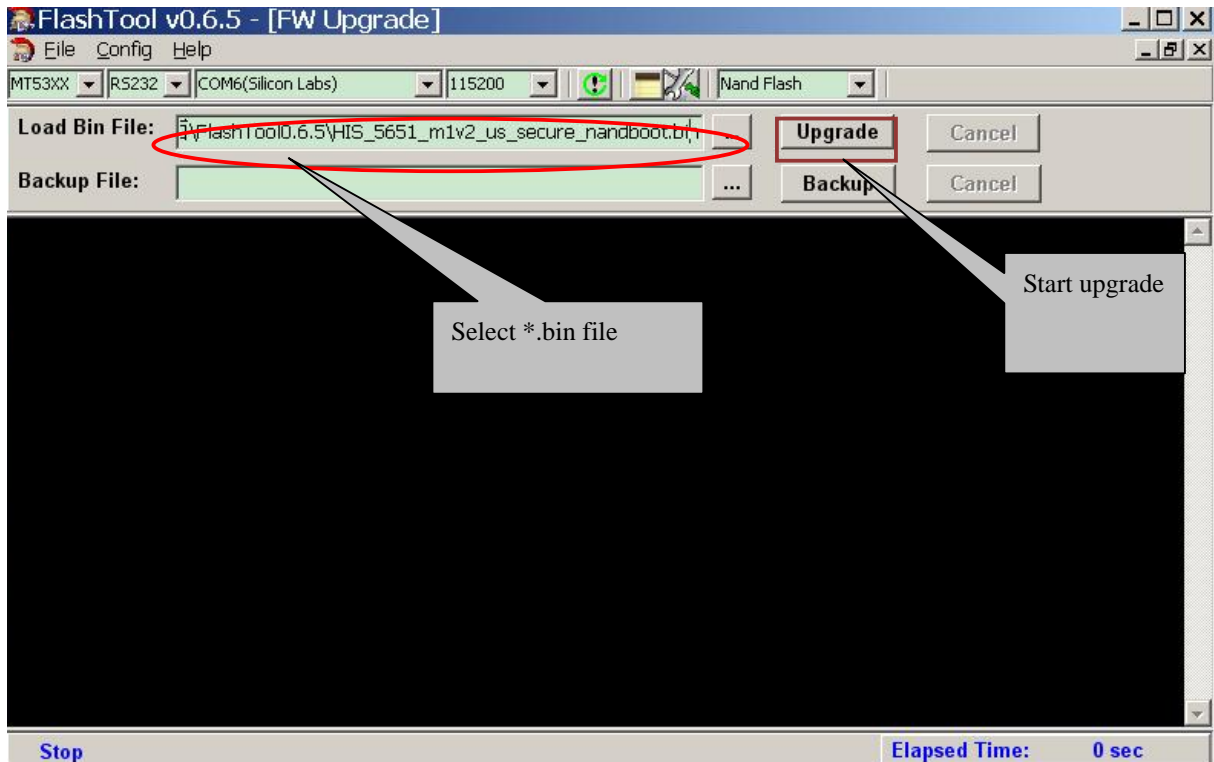 FlashTool v0.6.5 - [FW Upgrade]
File Config Help
MT53XX RS232 COM6(Silicon Labs) 115200 Nand Flash
Load Bin File: \FlashTool0.6.5\HIS_5651_m1v2_us_secure_nandboot.bin ... Upgrade Cancel
Backup File: ... Backup Cancel
Start upgrade
Select *.bin file
Stop Elapsed Time: 0 sec